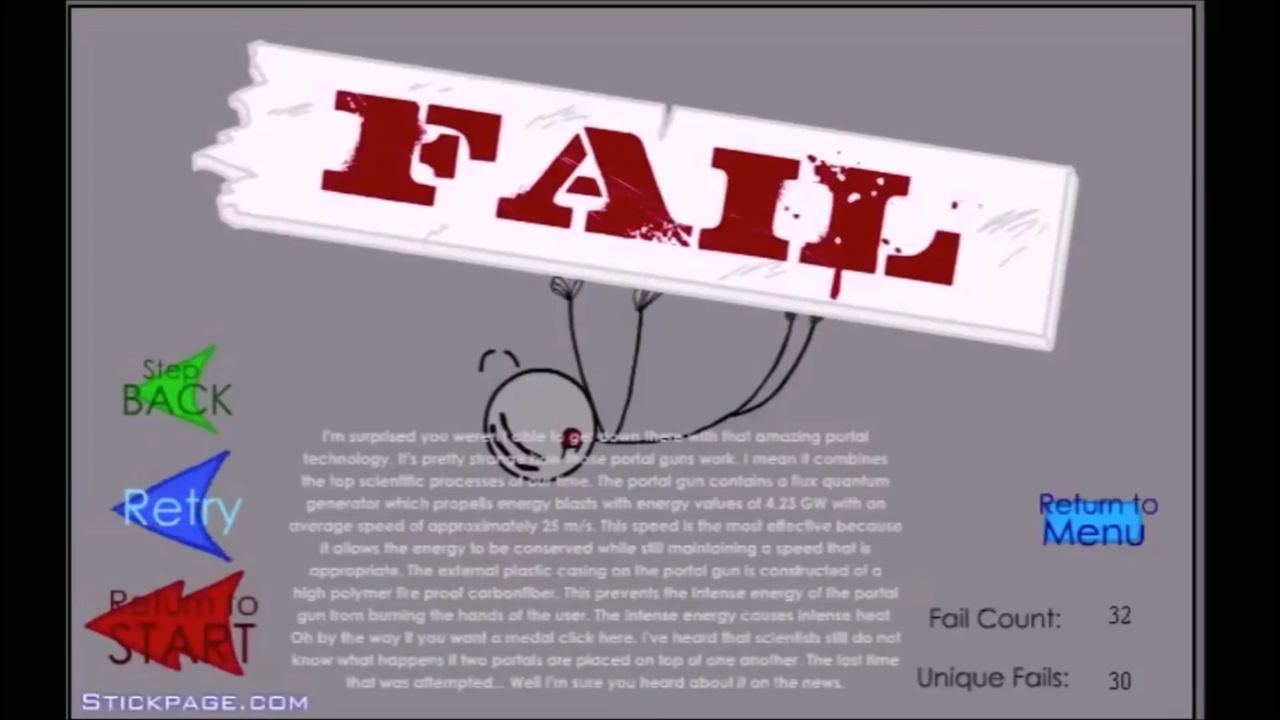 FAIL
Step
BACK
Retry
Return to
START
I'm surprised you weren't able to get down there with that amazing portal
technology. It's pretty strange how those portal guns work. I mean it combines
the top scientific processes of our time. The portal gun contains a flux quantum
generator which propells energy blasts with energy values of 4.23 GW with an
average speed of approximately 25 m/s. This speed is the most effective because
it allows the energy to be conserved while still maintaining a speed that is
appropriate. The external plastic casing on the portal gun is constructed of a
high polymer fire proof carbonfiber. This prevents the intense energy of the portal
gun from burning the hands of the user. The intense energy causes intense heat.
Oh by the way if you want a medal click here. I've heard that scientists still do not
know what happens if two portals are placed on top of one another. The last time
that was attempted... Well I'm sure you heard about it on the news.
Return to
Menu
Fail Count: 32
Unique Fails: 30
STICKPAGE.COM